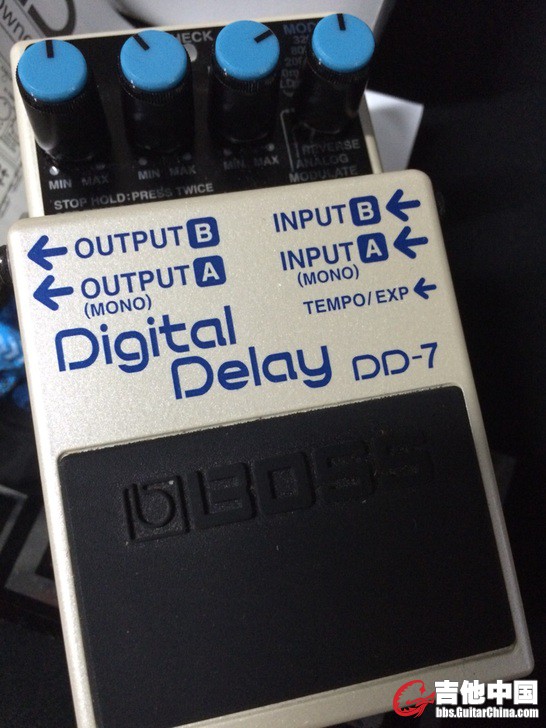 CHECK
MIN MAX MIN MAX MIN MAX
REVERSE
ANALOG
MODULATE
STOP HOLD:PRESS TWICE
OUTPUT B
INPUT B
OUTPUT A
(MONO)
INPUT A
(MONO)
TEMPO/EXP
Digital
Delay DD-7
BOSS
吉他中国
bbs.GuitarChina.com